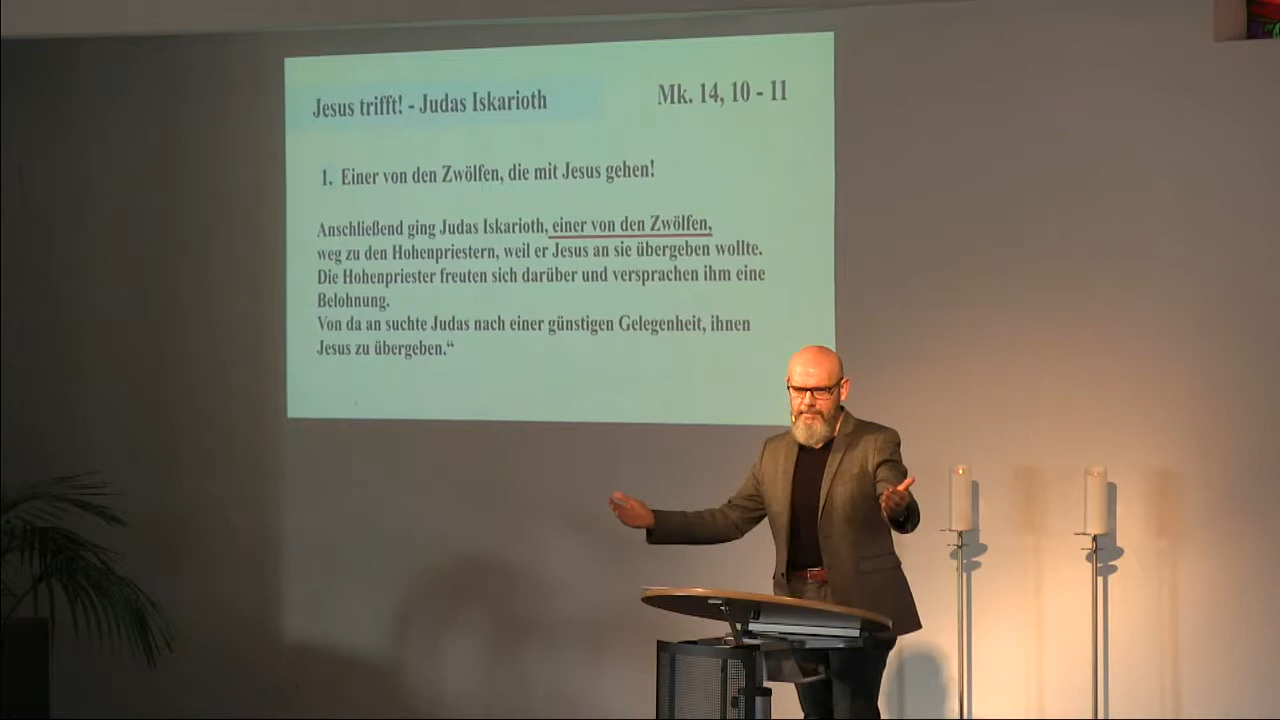 Jesus trifft! - Judas Iskarioth Mk. 14, 10 - 11
1. Einer von den Zwölfen, die mit Jesus gehen!
Anschließend ging Judas Iskarioth, einer von den Zwölfen,
weg zu den Hohenpriestern, weil er Jesus an sie übergeben wollte.
Die Hohenpriester freuten sich darüber und versprachen ihm eine
Belohnung.
Von da an suchte Judas nach einer günstigen Gelegenheit, ihnen
Jesus zu übergeben.“